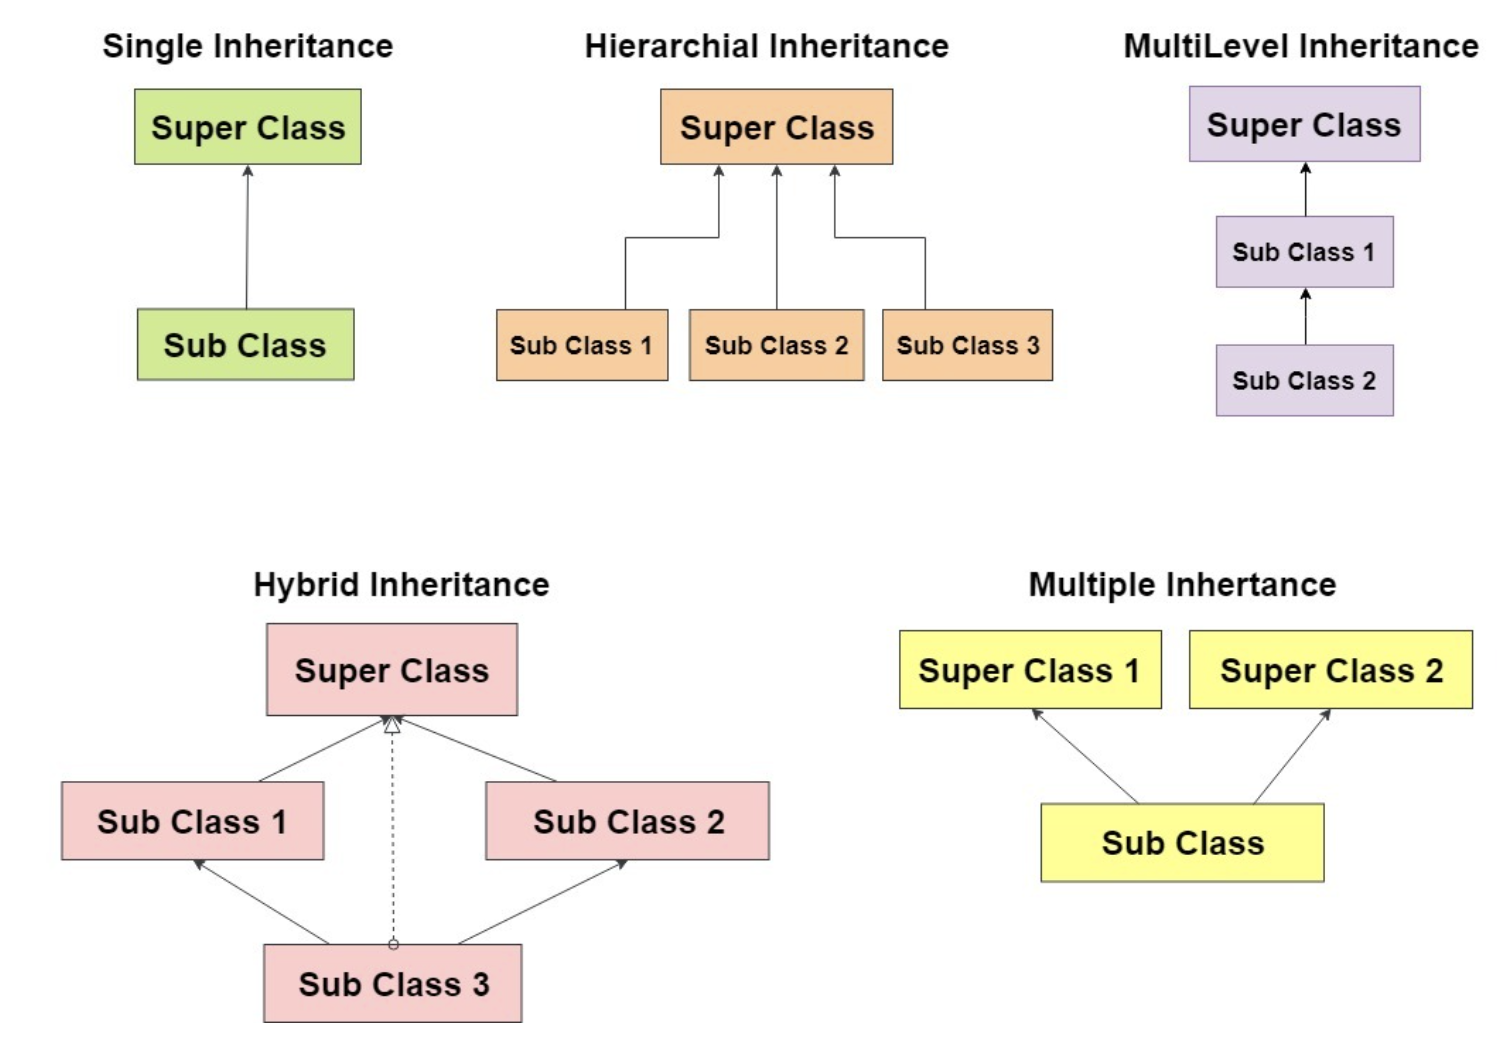 Single Inheritance
Super Class
Sub Class
Hierarchial Inheritance
Super Class
Sub Class 1
Sub Class 2
Sub Class 3
MultiLevel Inheritance
Super Class
Sub Class 1
Sub Class 2
Hybrid Inheritance
Super Class
Sub Class 1
Sub Class 2
Sub Class 3
Multiple Inhertance
Super Class 1
Super Class 2
Sub Class